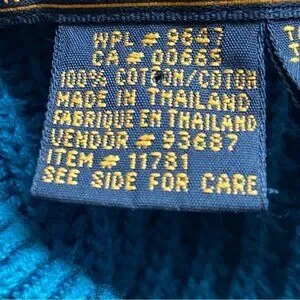 WPL # 9647
CA # 00885
100% COTTON/COTON
MADE IN THAILAND
FABRIQUE EN THAILAND
VENDOR # 93687
ITEM # 11781
SEE SIDE FOR CARE